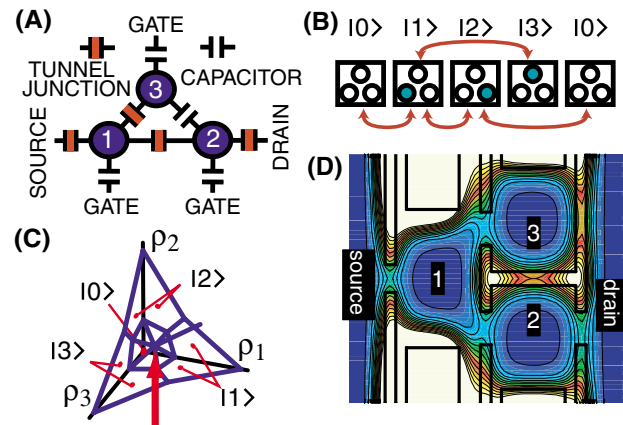 (A)
GATE
TUNNEL
JUNCTION
CAPACITOR
3
SOURCE
1
2
DRAIN
GATE
GATE
(B)
|0> |1> |2> |3> |0>
(C)
ρ2
|2>
|0>
|3>
ρ1
ρ3
|1>
(D)
source
1
3
2
drain